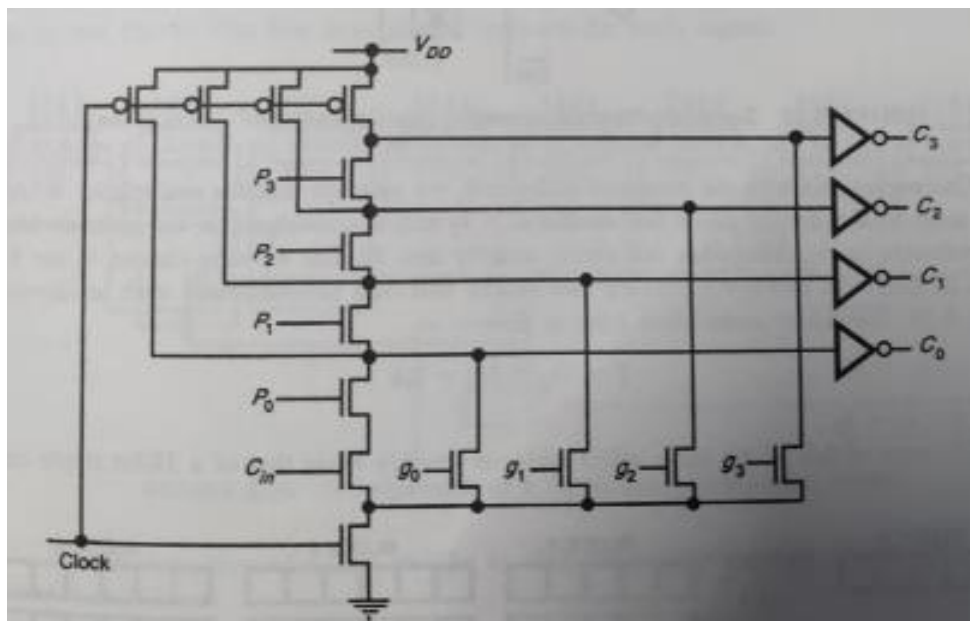 V_DD
C_3
P_3
C_2
P_2
C_1
P_1
C_0
P_0
C_in g_0 g_1 g_2 g_3
Clock